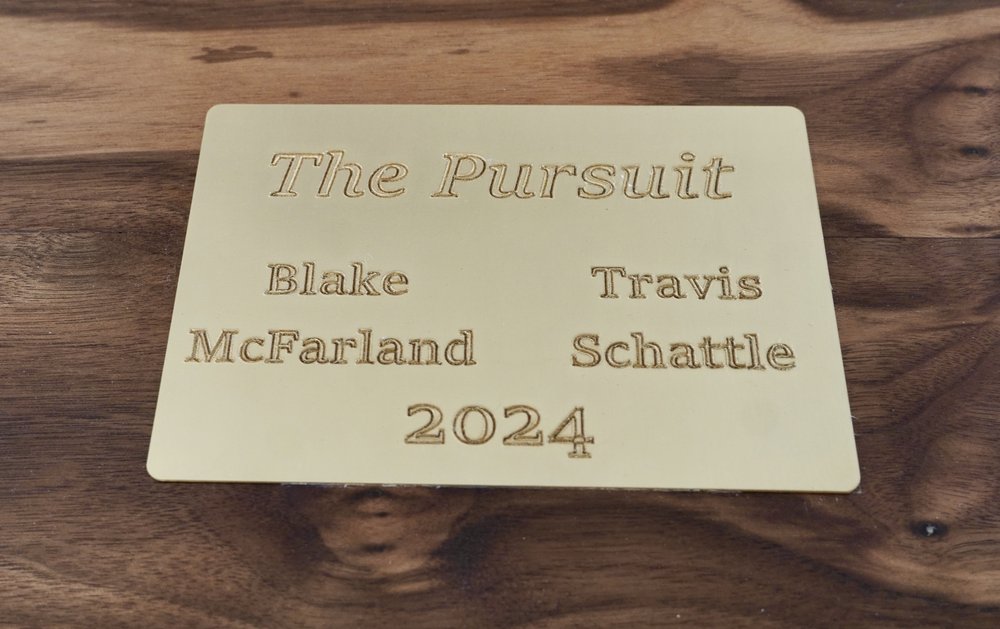 The Pursuit
Blake Travis
McFarland Schattle
2024